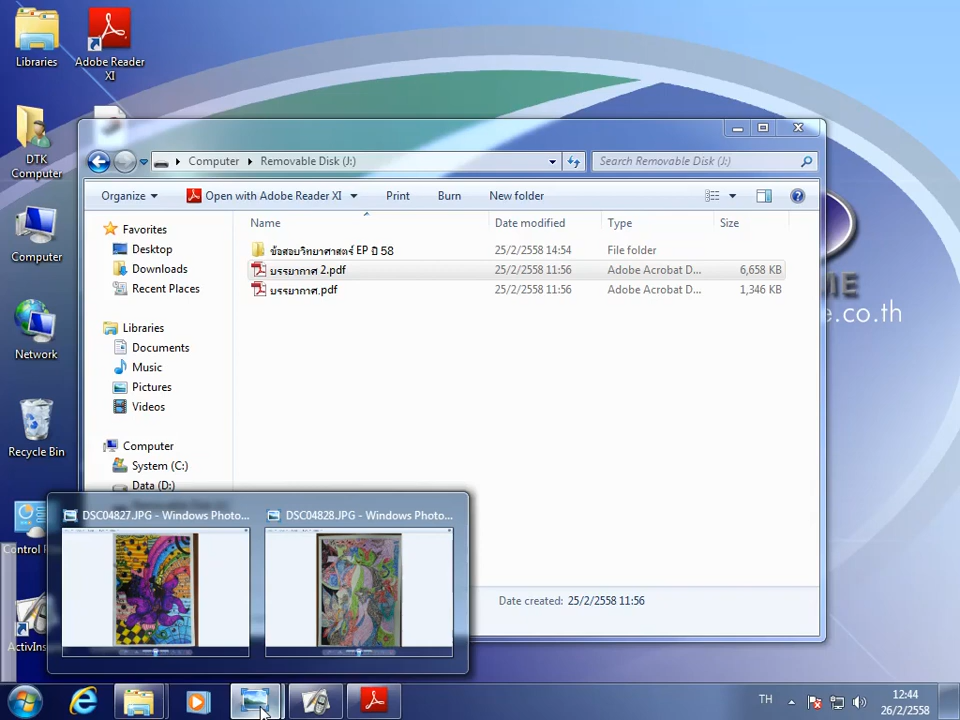 Libraries
Adobe Reader XI
DTK Computer
Computer
Network
Recycle Bin
Computer
Removable Disk (J:)
Search Removable Disk (J:)
Organize
Open with Adobe Reader XI
Print
Burn
New folder
Name
Date modified
Type
Size
ข้อสอบวิทยาศาสตร์ EP ปี 58
25/2/2558 14:54
File folder
บรรยากาศ 2.pdf
25/2/2558 11:56
Adobe Acrobat D...
6,658 KB
บรรยากาศ.pdf
25/2/2558 11:56
Adobe Acrobat D...
1,346 KB
Favorites
Desktop
Downloads
Recent Places
Libraries
Documents
Music
Pictures
Videos
Computer
System (C:)
Data (D:)
e.co.th
DSC04827.JPG - Windows Photo...
DSC04828.JPG - Windows Photo...
Date created: 25/2/2558 11:56
TH
12:44
26/2/2558